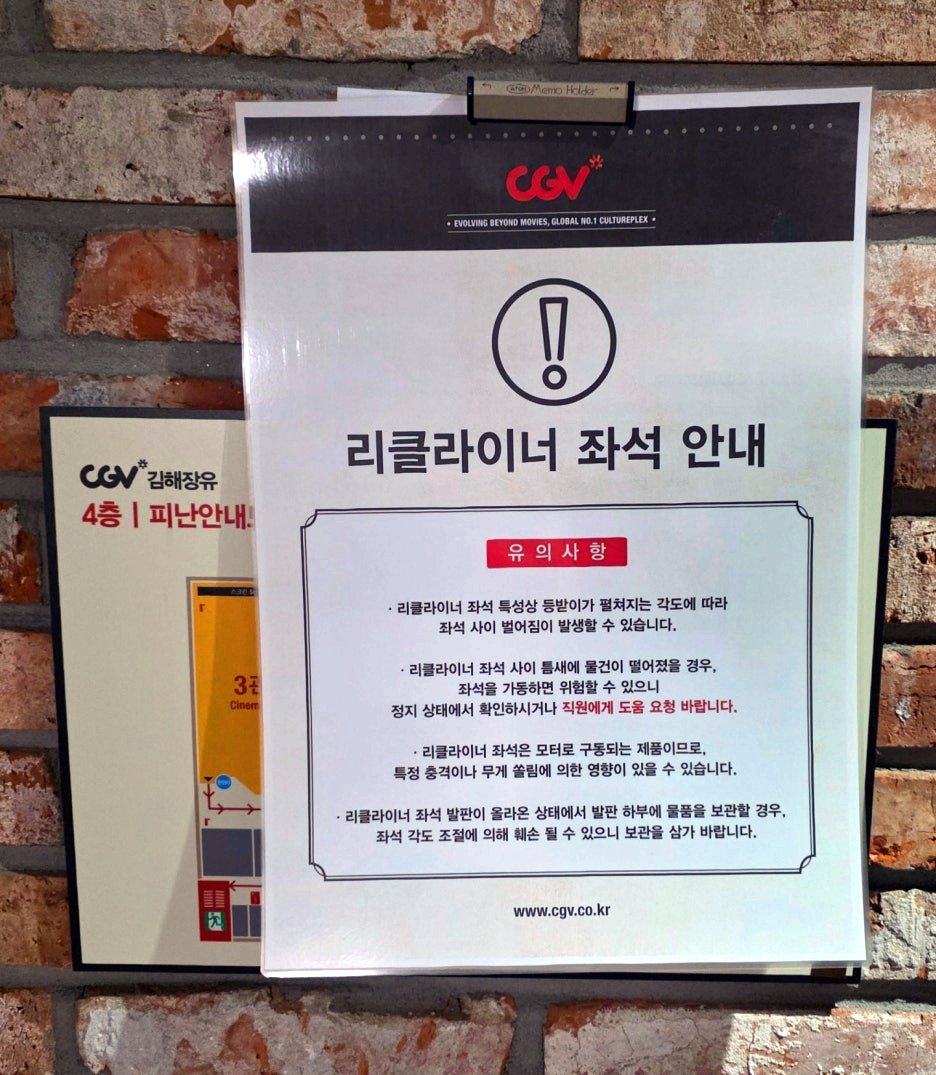 Memo Holder
CGV
• EVOLVING BEYOND MOVIES, GLOBAL NO.1 CULTUREPLEX •
리클라이너 좌석 안내
유의사항
· 리클라이너 좌석 특성상 등받이가 펼쳐지는 각도에 따라
좌석 사이 벌어짐이 발생할 수 있습니다.
· 리클라이너 좌석 사이 틈새에 물건이 떨어졌을 경우,
좌석을 가동하면 위험할 수 있으니
정지 상태에서 확인하시거나 직원에게 도움 요청 바랍니다.
· 리클라이너 좌석은 모터로 구동되는 제품이므로,
특정 충격이나 무게 쏠림에 의한 영향이 있을 수 있습니다.
· 리클라이너 좌석 발판이 올라온 상태에서 발판 하부에 물품을 보관할 경우,
좌석 각도 조절에 의해 훼손 될 수 있으니 보관을 삼가 바랍니다.
www.cgv.co.kr
CGV 김해장유
4층 | 피난안내
스크린
3관
Cinem